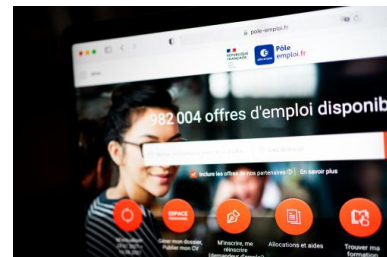 pole-emploi.fr
RÉPUBLIQUE
FRANÇAISE
Pôle
emploi.fr
982 004 offres d'emploi disponib
Inclure les offres de nos partenaires En savoir plus
ESPACE
Gérer mon dossier,
Publier mon CV
M'inscrire, me
réinscrire
Allocations et aides
Trouver ma
formation